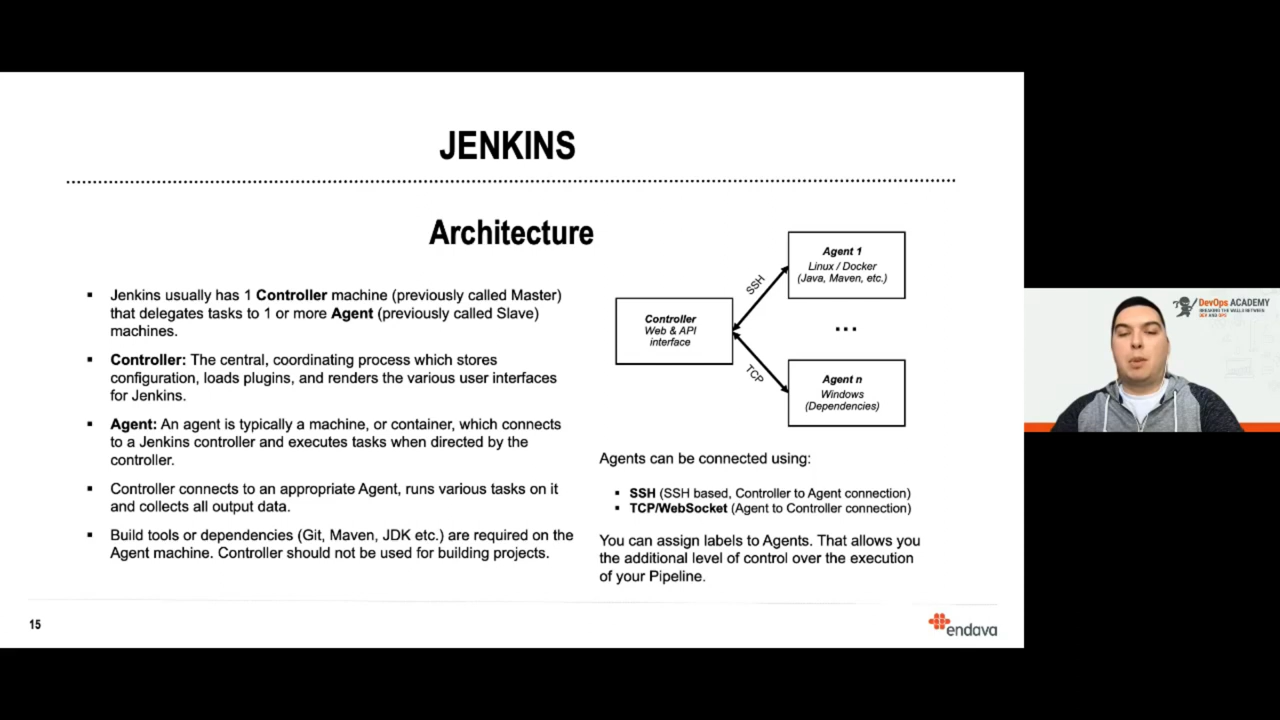 JENKINS
Architecture
▪ Jenkins usually has 1 Controller machine (previously called Master)
that delegates tasks to 1 or more Agent (previously called Slave)
machines.
▪ Controller: The central, coordinating process which stores
configuration, loads plugins, and renders the various user interfaces
for Jenkins.
▪ Agent: An agent is typically a machine, or container, which connects
to a Jenkins controller and executes tasks when directed by the
controller.
▪ Controller connects to an appropriate Agent, runs various tasks on it
and collects all output data.
▪ Build tools or dependencies (Git, Maven, JDK etc.) are required on the
Agent machine. Controller should not be used for building projects.
Controller
Web & API
interface
SSH
TCP
Agent 1
Linux / Docker
(Java, Maven, etc.)
...
Agent n
Windows
(Dependencies)
Agents can be connected using:
▪ SSH (SSH based, Controller to Agent connection)
▪ TCP/WebSocket (Agent to Controller connection)
You can assign labels to Agents. That allows you
the additional level of control over the execution
of your Pipeline.
15
endava
DevOps ACADEMY
BREAKING THE WALLS BETWEEN
DEV AND OPS